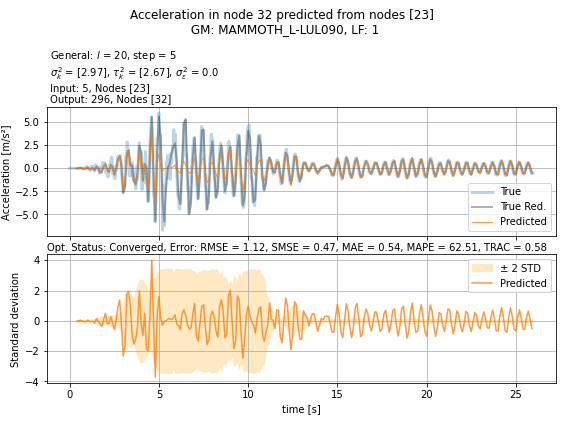 Acceleration in node 32 predicted from nodes [23]
GM: MAMMOTH_L-LUL090, LF: 1
General: l = 20, step = 5
σ²ₖ = [2.97], τ²ₖ = [2.67], σ²ε = 0.0
Input: 5, Nodes [23]
Output: 296, Nodes [32]
Acceleration [m/s²]
5.0
2.5
0.0
−2.5
−5.0
True
True Red.
Predicted
Opt. Status: Converged, Error: RMSE = 1.12, SMSE = 0.47, MAE = 0.54, MAPE = 62.51, TRAC = 0.58
Standard deviation
4
2
0
−2
−4
± 2 STD
Predicted
0 5 10 15 20 25
time [s]